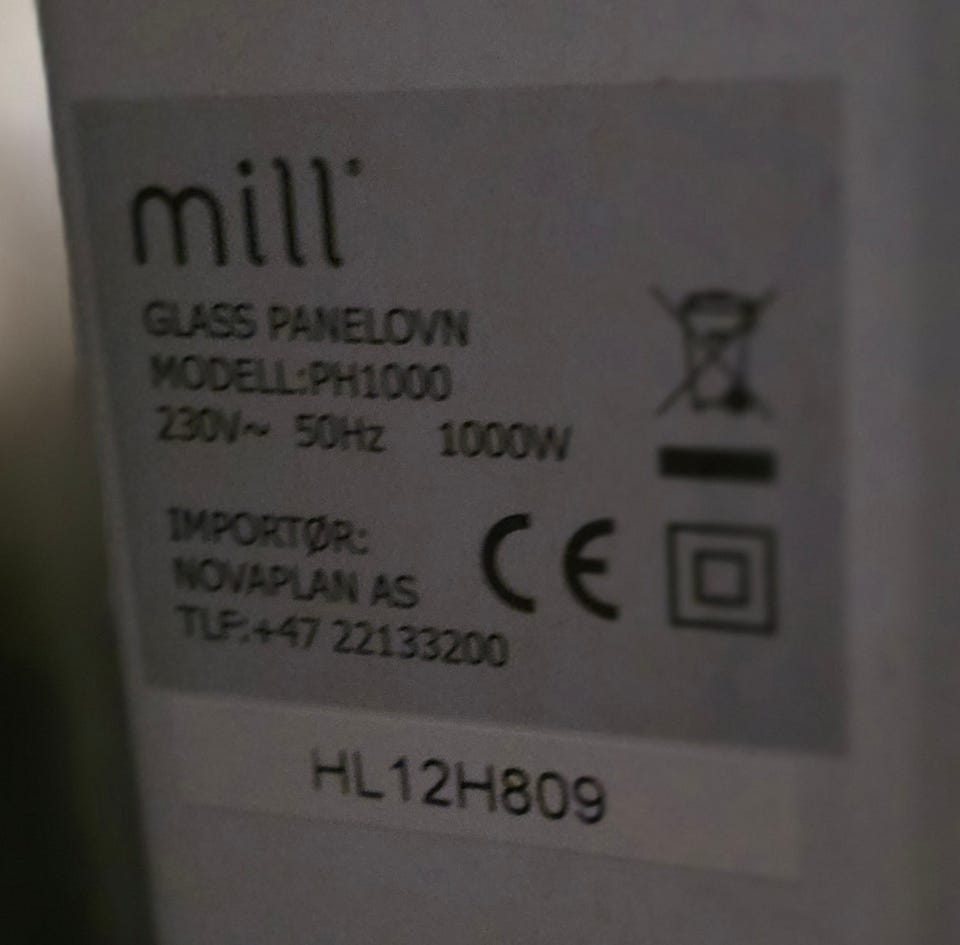 mill®
GLASS PANELOVN
MODELL:PH1000
230V~ 50Hz 1000W
IMPORTØR:
NOVAPLAN AS
TLF:+47 22133200
CE
HL12H809